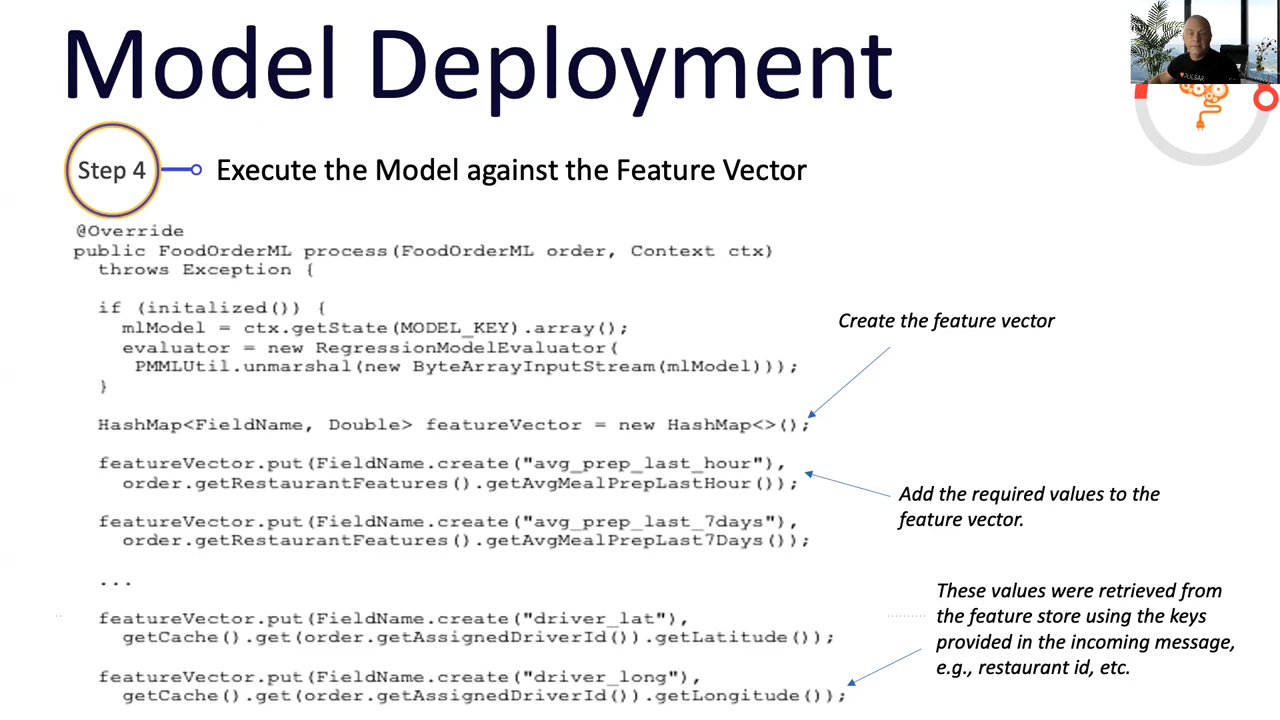 Model Deployment
PULSAR
Step 4
Execute the Model against the Feature Vector
@Override
public FoodOrderML process(FoodOrderML order, Context ctx)
throws Exception {
if (initalized()) {
mlModel = ctx.getState(MODEL_KEY).array();
evaluator = new RegressionModelEvaluator(
PMMLUtil.unmarshal(new ByteArrayInputStream(mlModel)));
}
Create the feature vector
HashMap<FieldName, Double> featureVector = new HashMap<>();
featureVector.put(FieldName.create("avg_prep_last_hour"),
order.getRestaurantFeatures().getAvgMealPrepLastHour());
Add the required values to the
feature vector.
featureVector.put(FieldName.create("avg_prep_last_7days"),
order.getRestaurantFeatures().getAvgMealPrepLast7Days());
...
These values were retrieved from
the feature store using the keys
provided in the incoming message,
e.g., restaurant id, etc.
featureVector.put(FieldName.create("driver_lat"),
getCache().get(order.getAssignedDriverId()).getLatitude());
featureVector.put(FieldName.create("driver_long"),
getCache().get(order.getAssignedDriverId()).getLongitude());